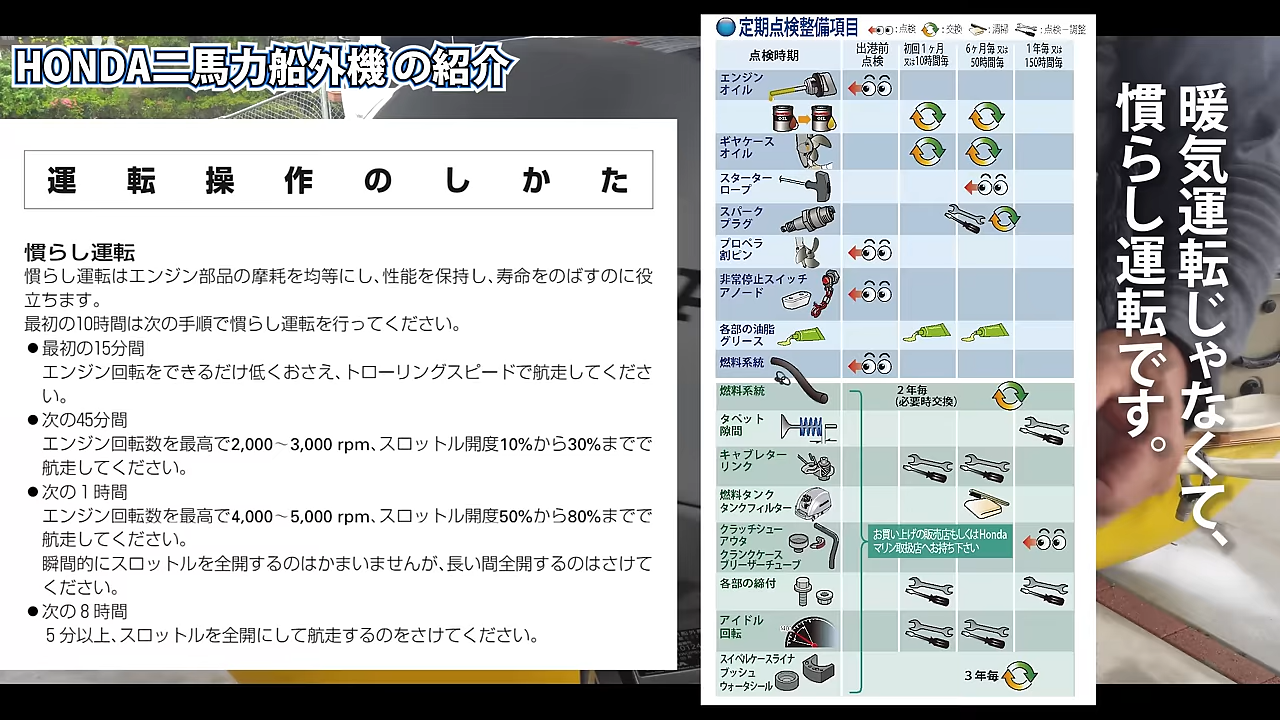 HONDA二馬力船外機の紹介
運転操作のしかた
慣らし運転
慣らし運転はエンジン部品の摩耗を均等にし、性能を保持し、寿命をのばすのに役
立ちます。
最初の10時間は次の手順で慣らし運転を行ってください。
●最初の15分間
エンジン回転をできるだけ低くおさえ、トローリングスピードで航走してくださ
い。
●次の45分間
エンジン回転数を最高で2,000～3,000 rpm、スロットル開度10%から30%までで
航走してください。
●次の1時間
エンジン回転数を最高で4,000～5,000 rpm、スロットル開度50%から80%までで
航走してください。
瞬間的にスロットルを全開するのはかまいませんが、長い間全開するのはさけて
ください。
●次の8時間
5分以上、スロットルを全開にして航走するのをさけてください。
定期点検整備項目
:点検 :交換 :清掃 :点検－調整
点検時期
出港前
点検
初回1ヶ月
又は10時間毎
6ヶ月毎又は
50時間毎
1年毎又は
150時間毎
エンジン
オイル
OIL
OIL
ギヤケース
オイル
スターター
ロープ
スパーク
プラグ
プロペラ
割ピン
非常停止スイッチ
アノード
各部の油脂
グリース
燃料系統
燃料系統
2年毎
(必要時交換)
タペット
隙間
キャブレター
リンク
燃料タンク
タンクフィルター
クラッチシュー
アウタ
クランクケース
ブリーザーチューブ
お買い上げの販売店もしくはHonda
マリン取扱店へお持ち下さい
各部の締付
アイドル
回転
スイベルケースライナ
ブッシュ
ウォータシール
3年毎
暖気運転じゃなくて、
慣らし運転です。